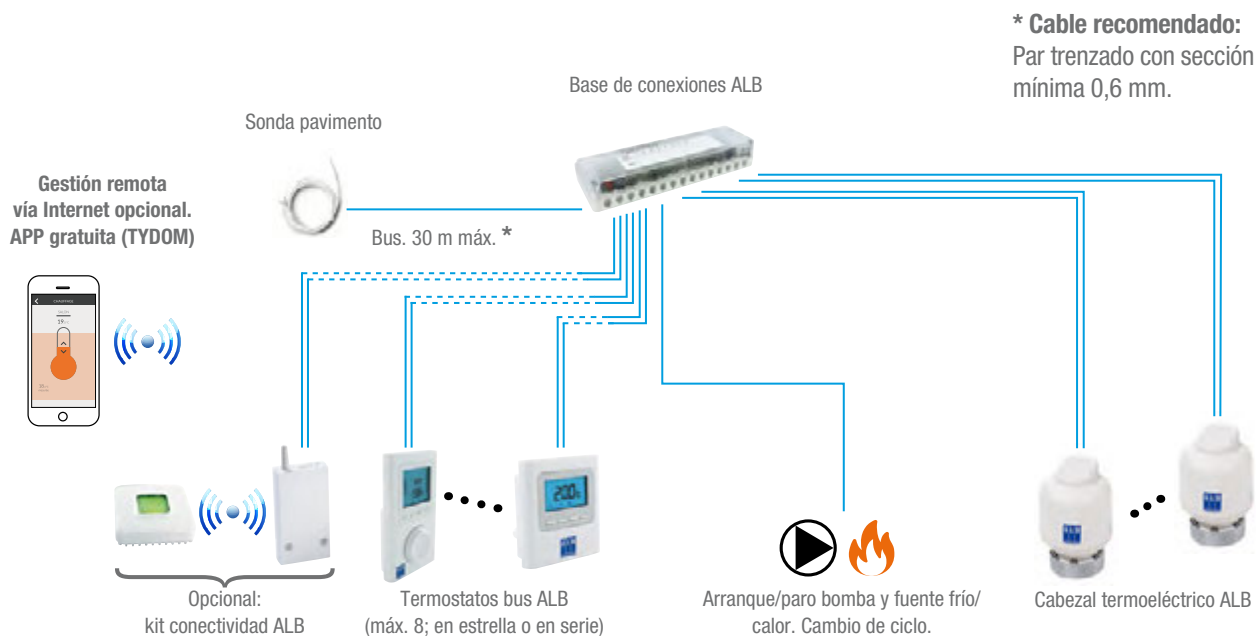 * Cable recomendado:
Par trenzado con sección
mínima 0,6 mm.
Base de conexiones ALB
Sonda pavimento
Gestión remota
vía Internet opcional.
APP gratuita (TYDOM)
Bus. 30 m máx. *
Opcional:
kit conectividad ALB
Termostatos bus ALB
(máx. 8; en estrella o en serie)
Arranque/paro bomba y fuente frío/
calor. Cambio de ciclo.
Cabezal termoeléctrico ALB